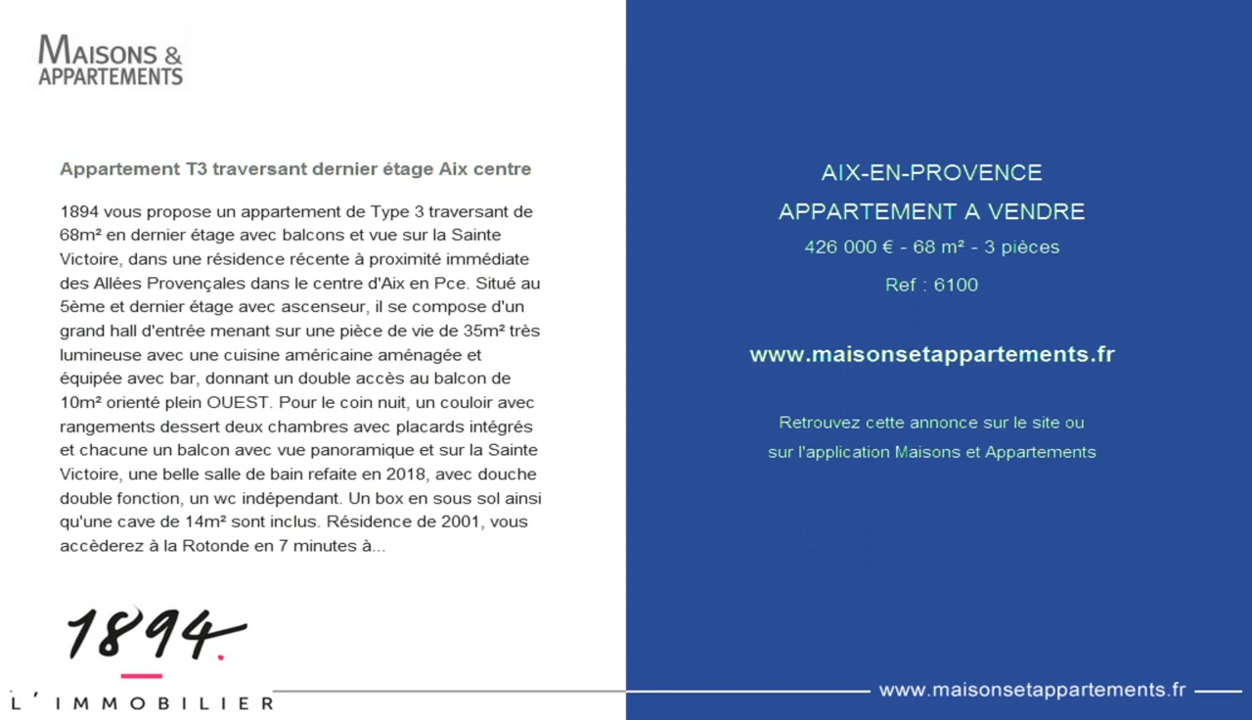 MAISONS &
APPARTEMENTS
Appartement T3 traversant dernier étage Aix centre
1894 vous propose un appartement de Type 3 traversant de
68m² en dernier étage avec balcons et vue sur la Sainte
Victoire, dans une résidence récente à proximité immédiate
des Allées Provençales dans le centre d'Aix en Pce. Situé au
5ème et dernier étage avec ascenseur, il se compose d'un
grand hall d'entrée menant sur une pièce de vie de 35m² très
lumineuse avec une cuisine américaine aménagée et
équipée avec bar, donnant un double accès au balcon de
10m² orienté plein OUEST. Pour le coin nuit, un couloir avec
rangements dessert deux chambres avec placards intégrés
et chacune un balcon avec vue panoramique et sur la Sainte
Victoire, une belle salle de bain refaite en 2018, avec douche
double fonction, un wc indépendant. Un box en sous sol ainsi
qu'une cave de 14m² sont inclus. Résidence de 2001, vous
accèderez à la Rotonde en 7 minutes à...
1894.
L'IMMOBILIER
AIX-EN-PROVENCE
APPARTEMENT A VENDRE
426 000 € - 68 m² - 3 pièces
Ref : 6100
www.maisonsetappartements.fr
Retrouvez cette annonce sur le site ou
sur l'application Maisons et Appartements
www.maisonsetappartements.fr